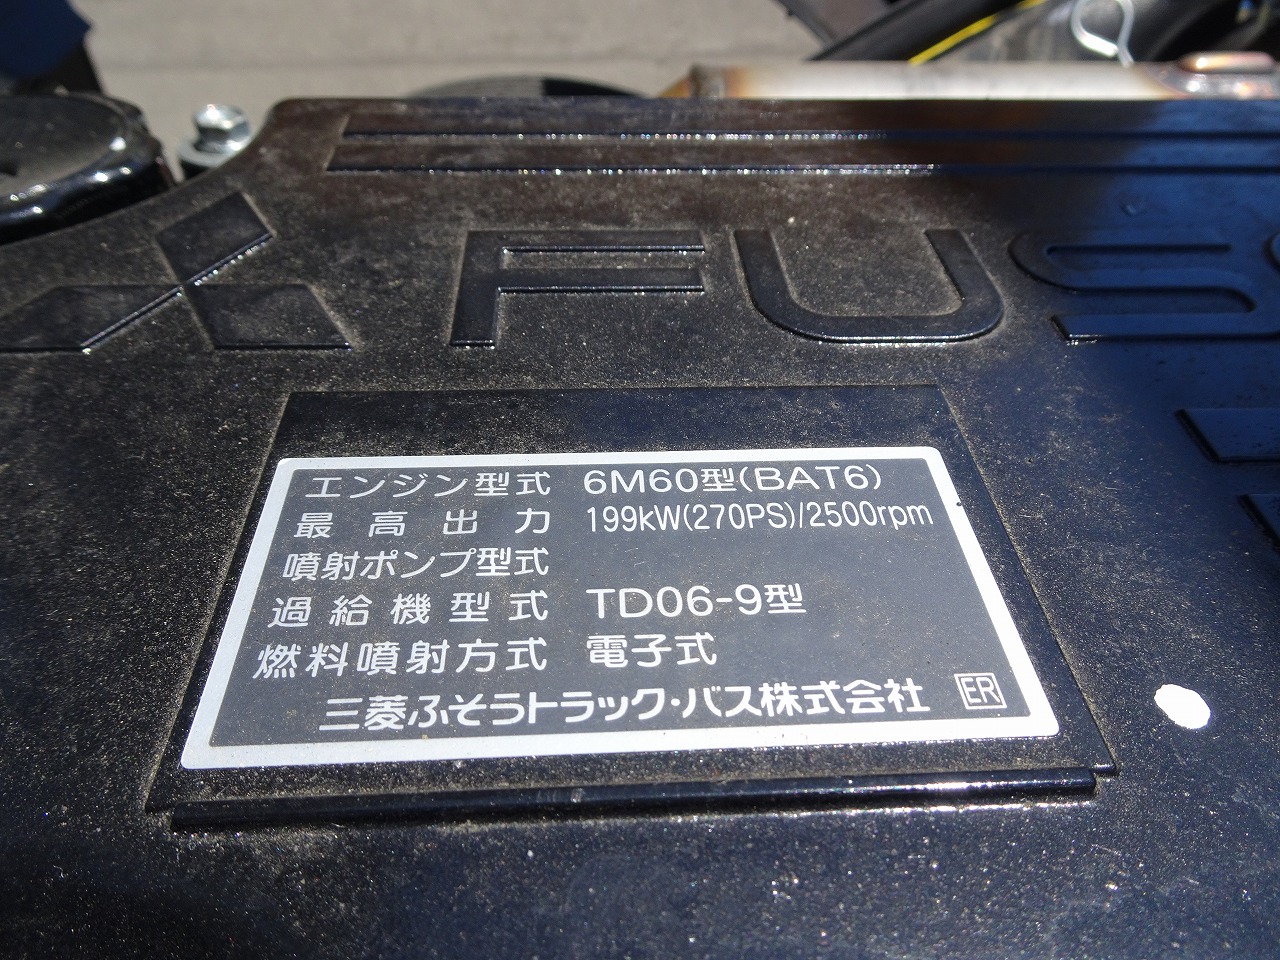 FUS
エンジン型式 6M60型(BAT6)
最高出力 199kW(270PS)/2500rpm
噴射ポンプ型式
過給機型式 TD06-9型
燃料噴射方式 電子式
三菱ふそうトラック・バス株式会社 ER